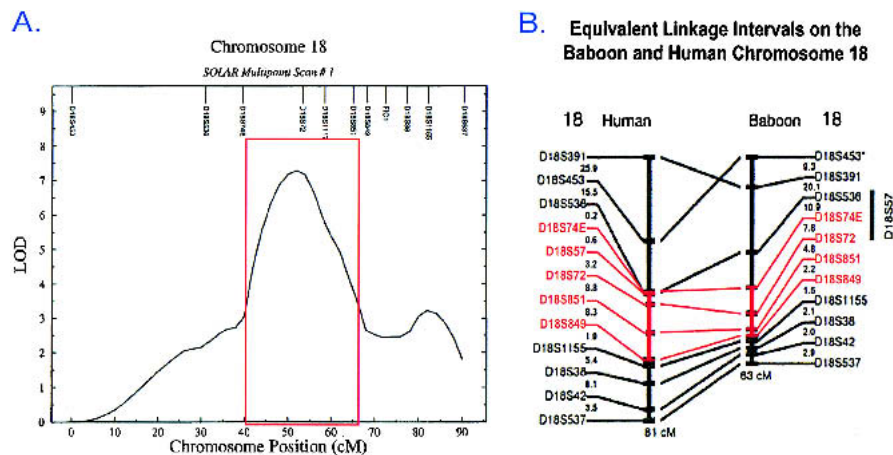 A.
Chromosome 18
SOLAR Multipoint Scan # 1
9
8
7
6
5
4
3
2
1
0
LOD
0 10 20 30 40 50 60 70 80 90
Chromosome Position (cM)
B.
Equivalent Linkage Intervals on the
Baboon and Human Chromosome 18
18 Human
Baboon 18
D18S391
25.9
D18S453
15.5
D18S536
0.2
D18S74E
0.6
D18S57
3.2
D18S72
8.8
D18S851
8.3
D18S849
1.9
D18S1155
5.4
D18S38
8.1
D18S42
3.5
D18S537
81 cM
D18S453*
9.3
D18S391
20.1
D18S536
10.9
D18S74E
7.8
D18S72
4.8
D18S851
2.2
D18S849
1.5
D18S1155
2.1
D18S38
2.0
D18S42
2.9
D18S537
63 cM
D18S57